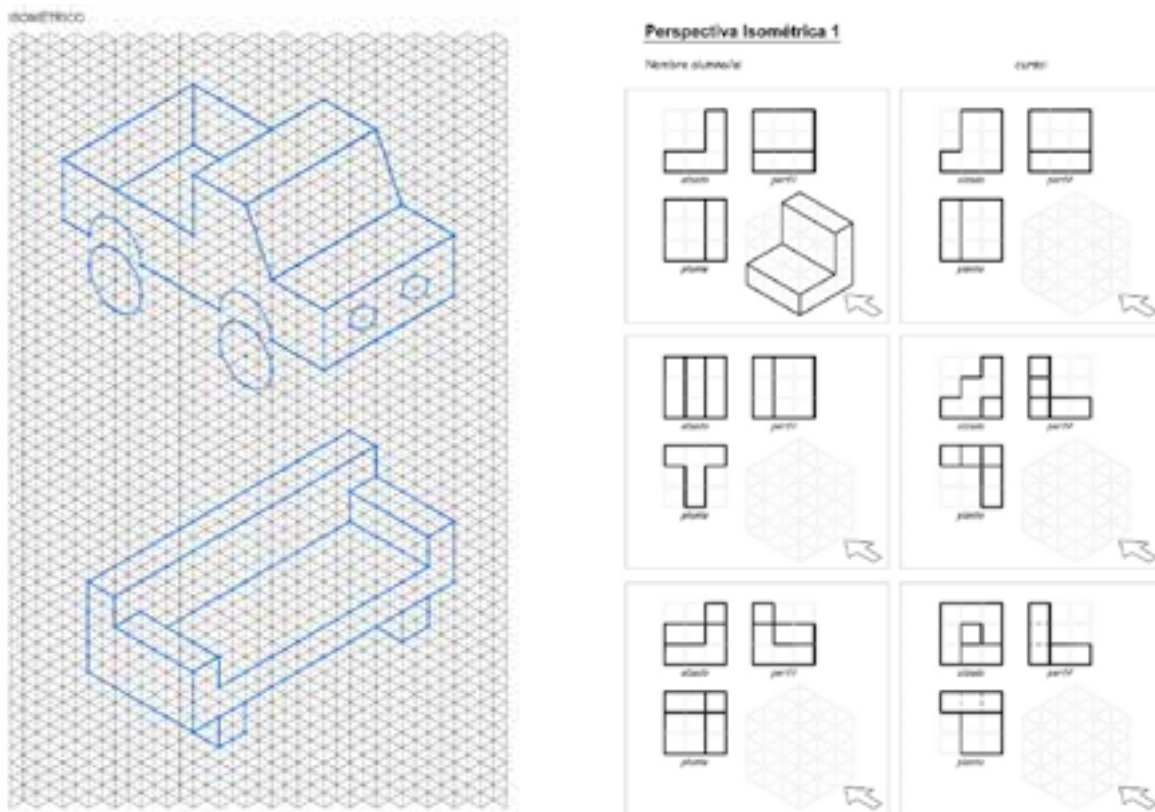 ISOMÉTRICO
Perspectiva Isométrica 1
Nombre alumno/a: curso:
alzado perfil
planta
alzado perfil
planta
alzado perfil
planta
alzado perfil
planta
alzado perfil
planta
alzado perfil
planta